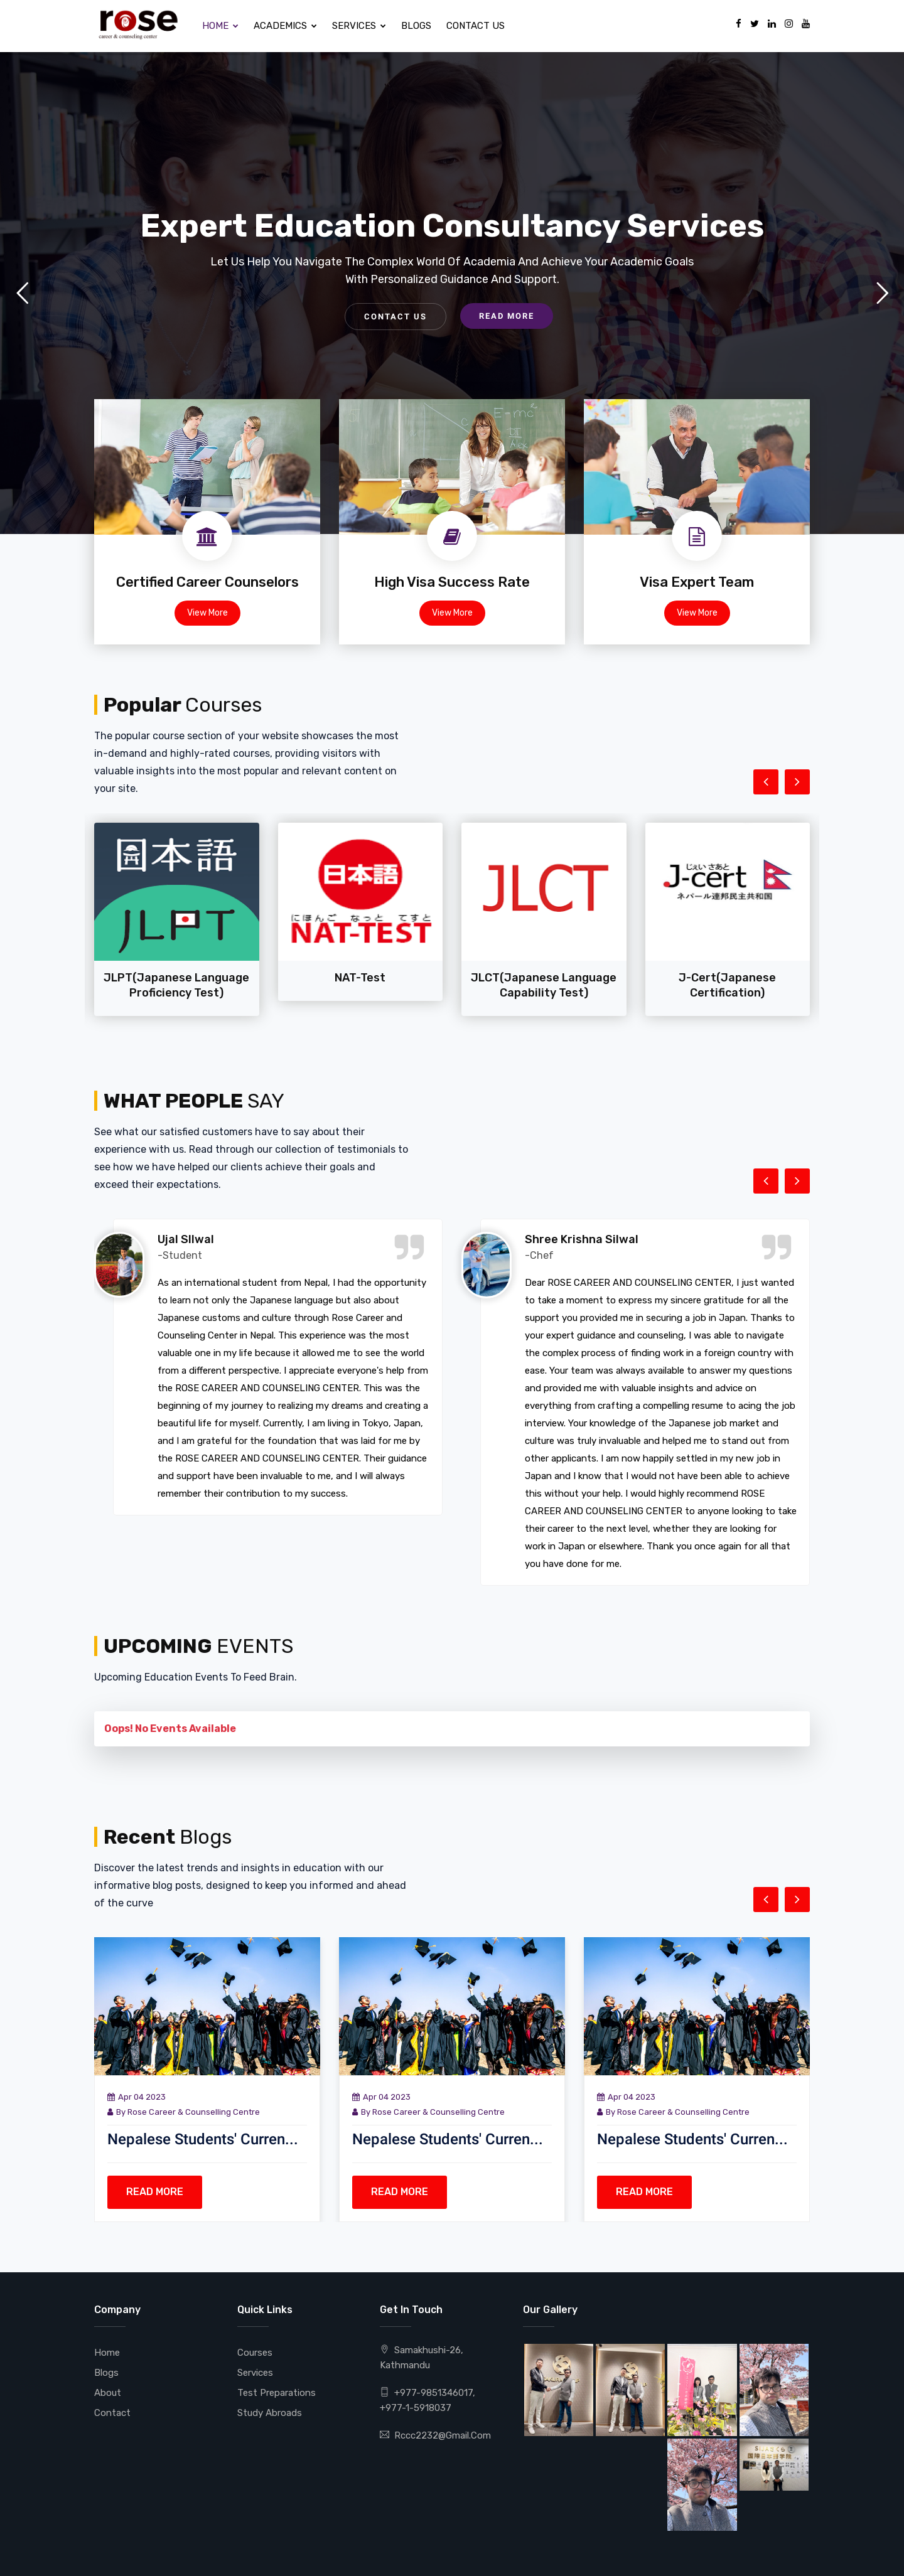 rose
career & counseling center
HOME
ACADEMICS
SERVICES
BLOGS
CONTACT US
Expert Education Consultancy Services
Let Us Help You Navigate The Complex World Of Academia And Achieve Your Academic Goals
With Personalized Guidance And Support.
CONTACT US
READ MORE
Certified Career Counselors
View More
High Visa Success Rate
View More
Visa Expert Team
View More
Popular Courses
The popular course section of your website showcases the most
in-demand and highly-rated courses, providing visitors with
valuable insights into the most popular and relevant content on
your site.
日本語
JLPT
JLPT(Japanese Language
Proficiency Test)
日本語
にほんご なっと てすと
NAT-TEST
NAT-Test
JLCT
JLCT(Japanese Language
Capability Test)
じぇい さあと
J-cert
ネパール連邦民主共和国
J-Cert(Japanese
Certification)
WHAT PEOPLE SAY
See what our satisfied customers have to say about their
experience with us. Read through our collection of testimonials to
see how we have helped our clients achieve their goals and
exceed their expectations.
Ujal SIlwal
-Student
As an international student from Nepal, I had the opportunity
to learn not only the Japanese language but also about
Japanese customs and culture through Rose Career and
Counseling Center in Nepal. This experience was the most
valuable one in my life because it allowed me to see the world
from a different perspective. I appreciate everyone's help from
the ROSE CAREER AND COUNSELING CENTER. This was the
beginning of my journey to realizing my dreams and creating a
beautiful life for myself. Currently, I am living in Tokyo, Japan,
and I am grateful for the foundation that was laid for me by
the ROSE CAREER AND COUNSELING CENTER. Their guidance
and support have been invaluable to me, and I will always
remember their contribution to my success.
Shree Krishna Silwal
-Chef
Dear ROSE CAREER AND COUNSELING CENTER, I just wanted
to take a moment to express my sincere gratitude for all the
support you provided me in securing a job in Japan. Thanks to
your expert guidance and counseling, I was able to navigate
the complex process of finding work in a foreign country with
ease. Your team was always available to answer my questions
and provided me with valuable insights and advice on
everything from crafting a compelling resume to acing the job
interview. Your knowledge of the Japanese job market and
culture was truly invaluable and helped me to stand out from
other applicants. I am now happily settled in my new job in
Japan and I know that I would not have been able to achieve
this without your help. I would highly recommend ROSE
CAREER AND COUNSELING CENTER to anyone looking to take
their career to the next level, whether they are looking for
work in Japan or elsewhere. Thank you once again for all that
you have done for me.
UPCOMING EVENTS
Upcoming Education Events To Feed Brain.
Oops! No Events Available
Recent Blogs
Discover the latest trends and insights in education with our
informative blog posts, designed to keep you informed and ahead
of the curve
Apr 04 2023
By Rose Career & Counselling Centre
Nepalese Students' Curren...
READ MORE
Apr 04 2023
By Rose Career & Counselling Centre
Nepalese Students' Curren...
READ MORE
Apr 04 2023
By Rose Career & Counselling Centre
Nepalese Students' Curren...
READ MORE
Company
Home
Blogs
About
Contact
Quick Links
Courses
Services
Test Preparations
Study Abroads
Get In Touch
Samakhushi-26,
Kathmandu
+977-9851346017,
+977-1-5918037
Rccc2232@Gmail.Com
Our Gallery